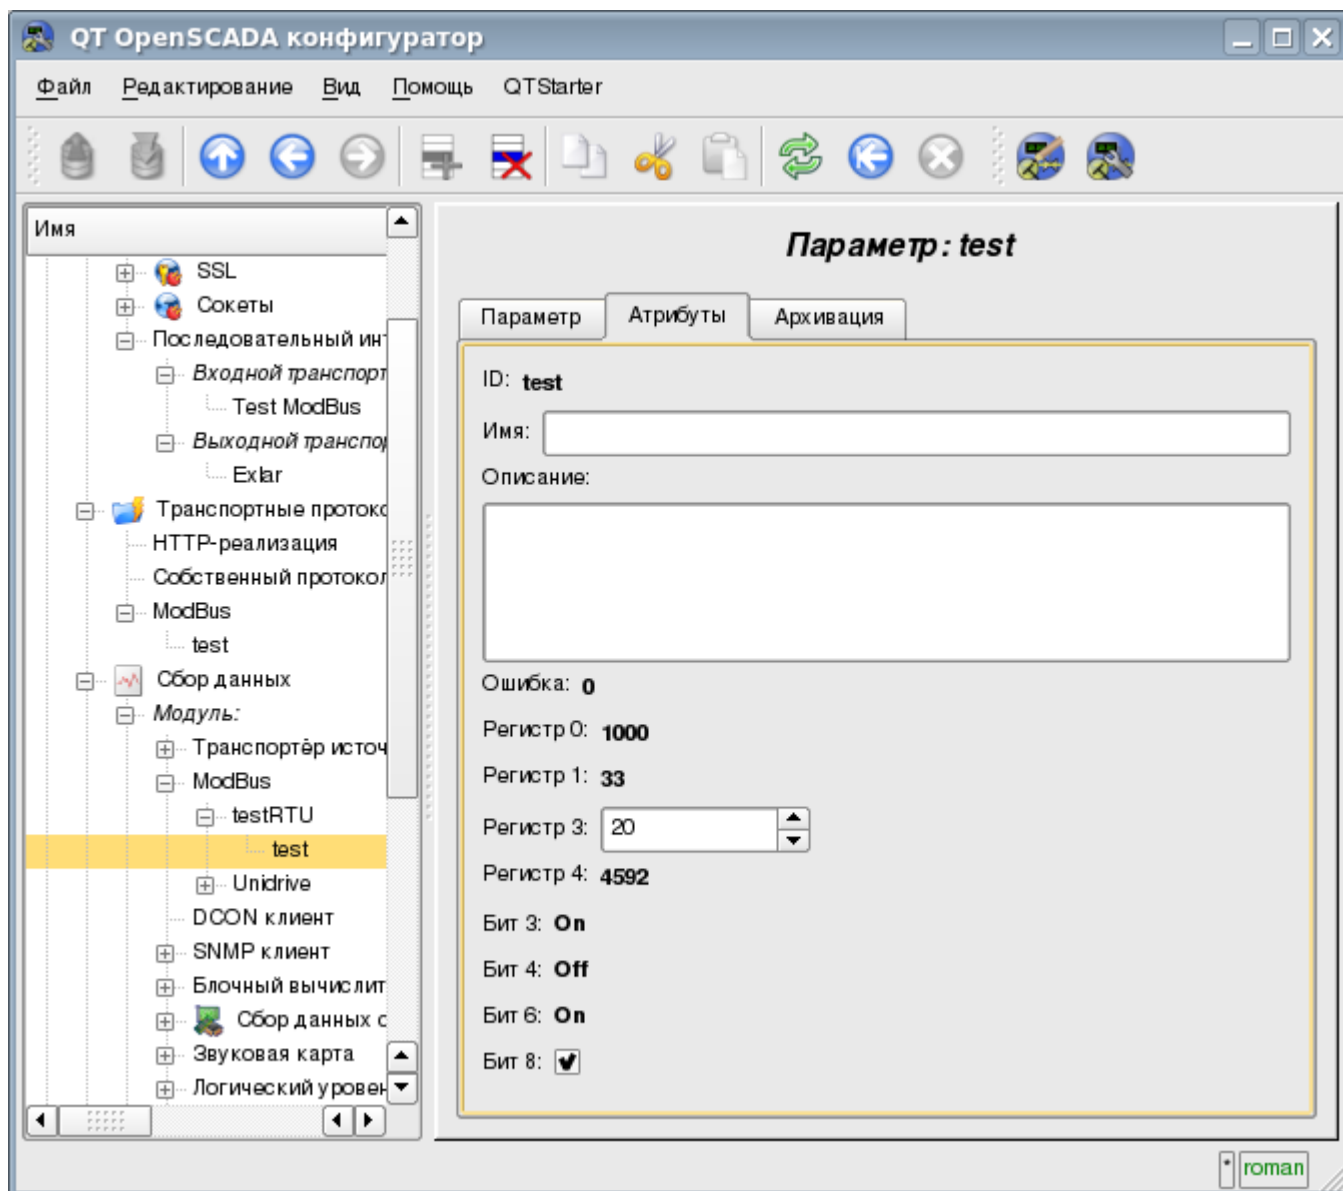 QT OpenSCADA конфигуратор
Файл Редактирование Вид Помощь QTStarter
Имя
SSL
Сокеты
Последовательный инт
Входной транспорт
Test ModBus
Выходной транспор
Exlar
Транспортные протоко
HTTP-реализация
Собственный протокол
ModBus
test
Сбор данных
Модуль:
Транспортёр источ
ModBus
testRTU
test
Unidrive
DCON клиент
SNMP клиент
Блочный вычислит
Сбор данных с
Звуковая карта
Логический уровен
Параметр: test
Параметр Атрибуты Архивация
ID: test
Имя:
Описание:
Ошибка: 0
Регистр 0: 1000
Регистр 1: 33
Регистр 3: 20
Регистр 4: 4592
Бит 3: On
Бит 4: Off
Бит 6: On
Бит 8:
* roman